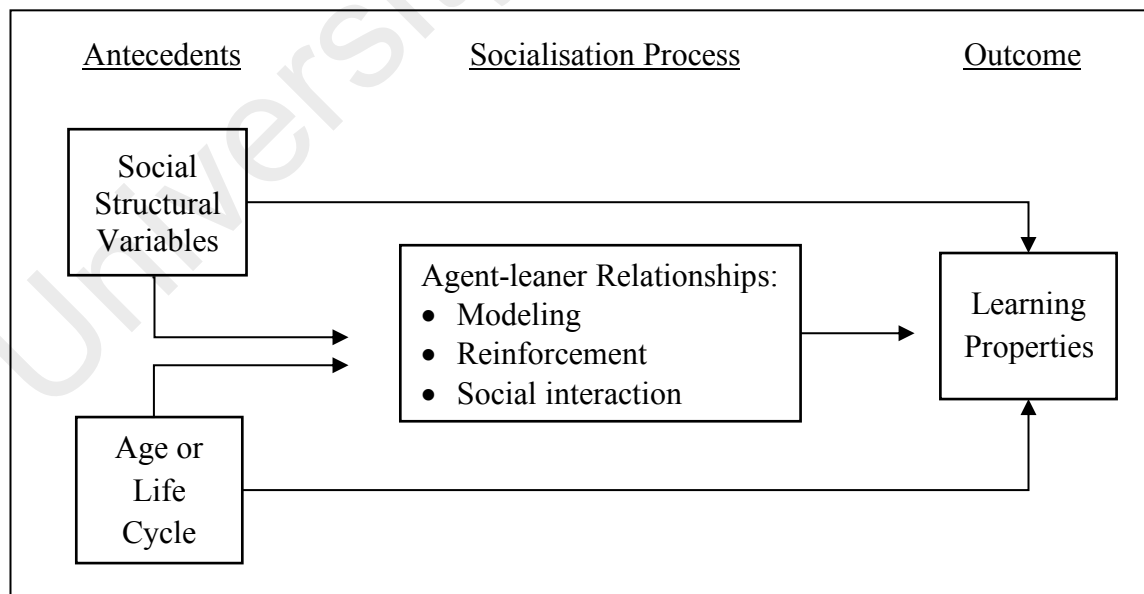 Antecedents
Socialisation Process
Outcome
Social
Structural
Variables
Agent-leaner Relationships:
• Modeling
• Reinforcement
• Social interaction
Learning
Properties
Age or
Life
Cycle
Universit